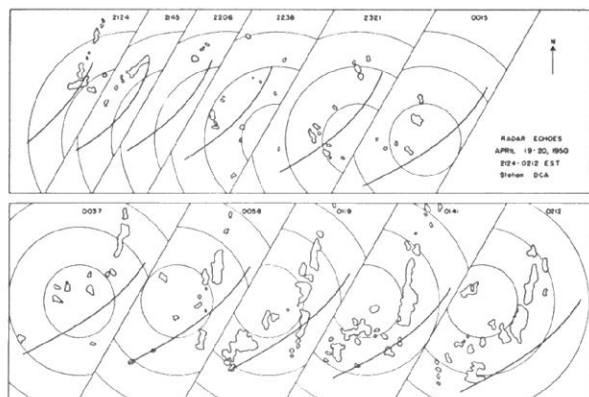 2124 2145 2206 2238 2321 0015
N
RADAR ECHOES
APRIL 19-20, 1950
2124-0212 EST
Station DCA
0037 0058 0119 0141 0212